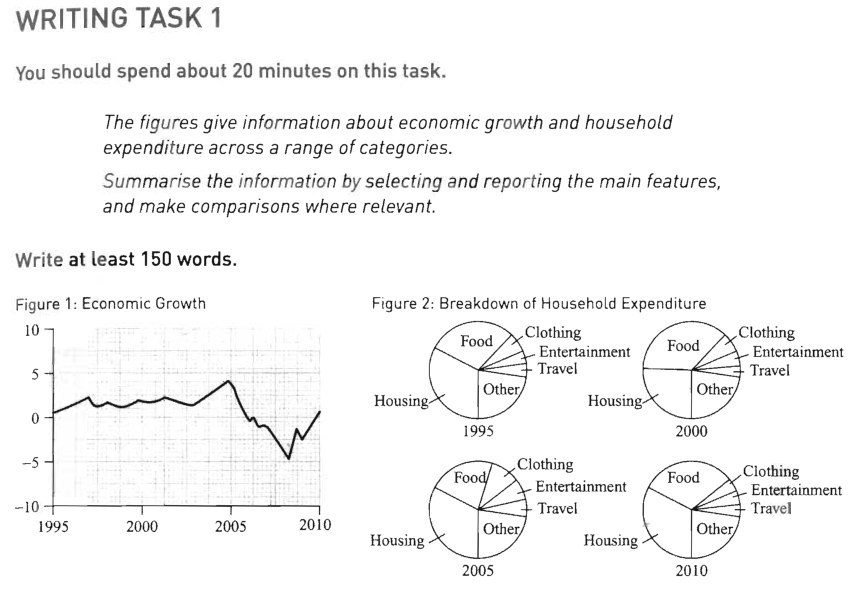 WRITING TASK 1
You should spend about 20 minutes on this task.
The figures give information about economic growth and household
expenditure across a range of categories.
Summarise the information by selecting and reporting the main features,
and make comparisons where relevant.
Write at least 150 words.
Figure 1: Economic Growth
10
5
0
−5
−10
1995
2000
2005
2010
Figure 2: Breakdown of Household Expenditure
Food
Clothing
Entertainment
Travel
Housing
Other
1995
Food
Clothing
Entertainment
Travel
Housing
Other
2000
Food
Clothing
Entertainment
Travel
Housing
Other
2005
Food
Clothing
Entertainment
Travel
Housing
Other
2010